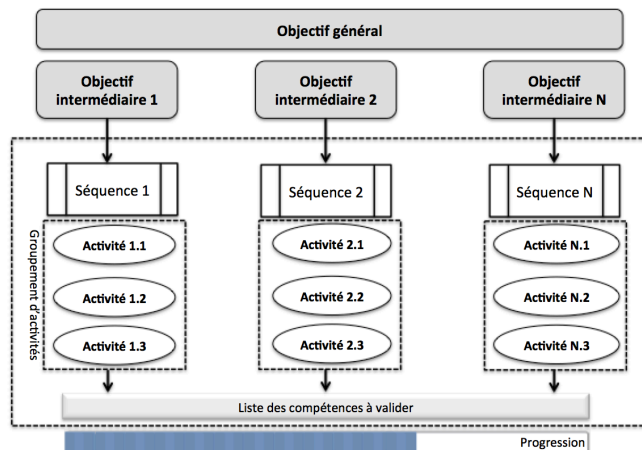 Objectif général
Objectif
intermédiaire 1
Objectif
intermédiaire 2
Objectif
intermédiaire N
Séquence 1
Séquence 2
Séquence N
Groupement d'activités
Activité 1.1
Activité 2.1
Activité N.1
Activité 1.2
Activité 2.2
Activité N.2
Activité 1.3
Activité 2.3
Activité N.3
Liste des compétences à valider
Progression